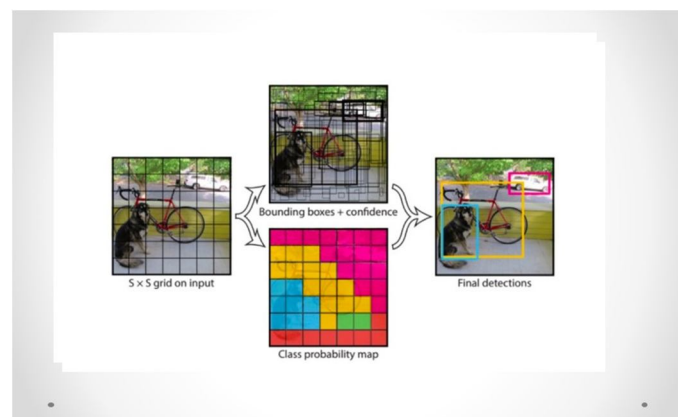 Bounding boxes + confidence
S × S grid on input
Final detections
Class probability map